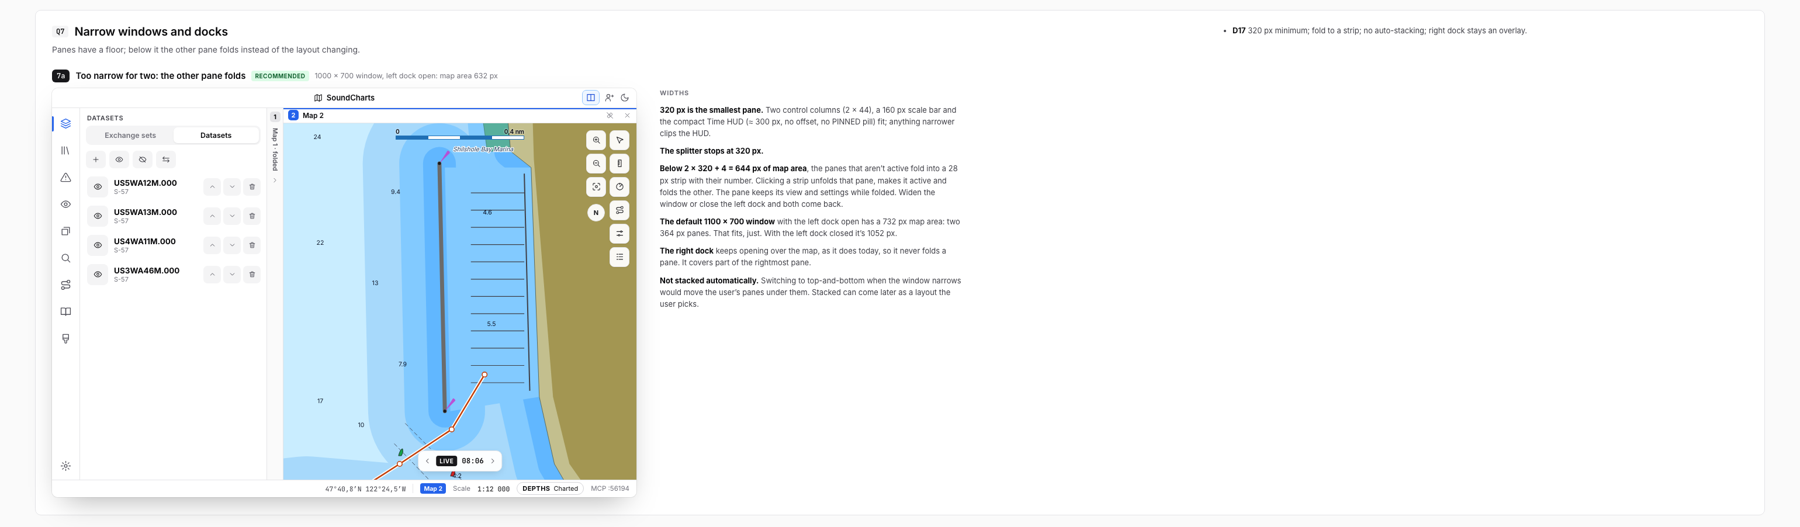 Q7 Narrow windows and docks
Panes have a floor; below it the other pane folds instead of the layout changing.
• D17 320 px minimum; fold to a strip; no auto-stacking; right dock stays an overlay.
7a Too narrow for two: the other pane folds RECOMMENDED 1000 × 700 window, left dock open: map area 632 px
SoundCharts
DATASETS
Exchange sets Datasets
US5WA12M.000
S-57
US5WA13M.000
S-57
US4WA11M.000
S-57
US3WA46M.000
S-57
1
Map 1 · folded
2 Map 2
0 0,4 nm
Shilshole Bay Marina
24
9.4
4.6
22
13
5.5
7.9
17
10
N
LIVE 08:06
47°40,8'N 122°24,5'W Map 2 Scale 1:12 000 DEPTHS Charted MCP :56194
WIDTHS
320 px is the smallest pane. Two control columns (2 × 44), a 160 px scale bar and
the compact Time HUD (≈ 300 px, no offset, no PINNED pill) fit; anything narrower
clips the HUD.
The splitter stops at 320 px.
Below 2 × 320 + 4 = 644 px of map area, the panes that aren't active fold into a 28
px strip with their number. Clicking a strip unfolds that pane, makes it active and
folds the other. The pane keeps its view and settings while folded. Widen the
window or close the left dock and both come back.
The default 1100 × 700 window with the left dock open has a 732 px map area: two
364 px panes. That fits, just. With the left dock closed it's 1052 px.
The right dock keeps opening over the map, as it does today, so it never folds a
pane. It covers part of the rightmost pane.
Not stacked automatically. Switching to top-and-bottom when the window narrows
would move the user's panes under them. Stacked can come later as a layout the
user picks.